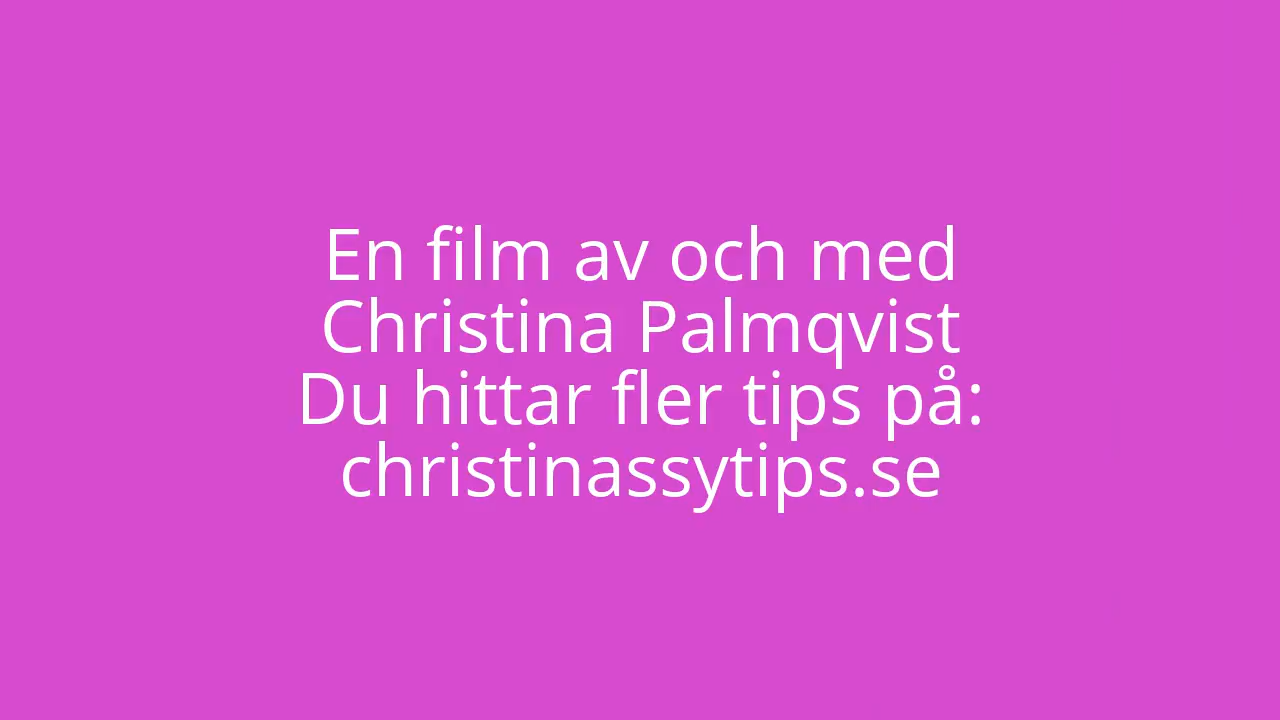 En film av och med
Christina Palmqvist
Du hittar fler tips på:
christinassytips.se